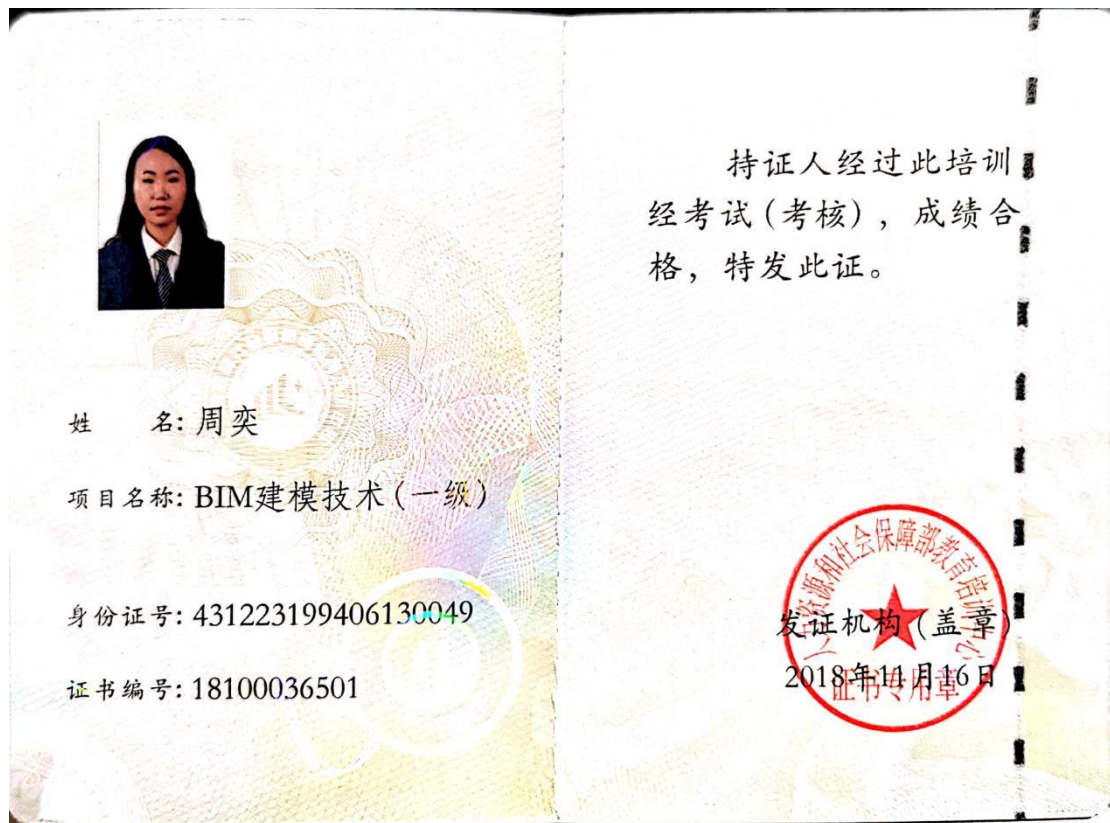 姓 名: 周奕
项目名称: BIM建模技术(一级)
身份证号: 431223199406130049
证书编号: 18100036501
持证人经过此培训
经考试(考核),成绩合
格,特发此证。
人力资源和社会保障部教育培训中心
发证机构(盖章)
2018年11月16日
证书专用章